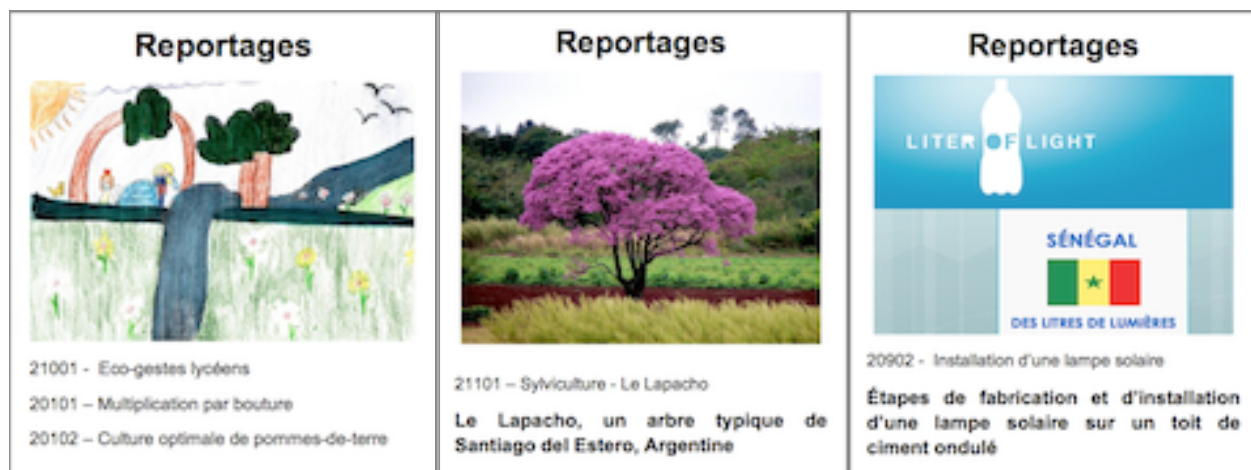 Reportages
21001 - Eco-gestes lycéens
20101 – Multiplication par bouture
20102 – Culture optimale de pommes-de-terre
Reportages
21101 – Sylviculture - Le Lapacho
Le Lapacho, un arbre typique de
Santiago del Estero, Argentine
Reportages
LITER OF LIGHT
SÉNÉGAL
DES LITRES DE LUMIÈRES
20902 - Installation d'une lampe solaire
Étapes de fabrication et d'installation
d'une lampe solaire sur un toit de
ciment ondulé